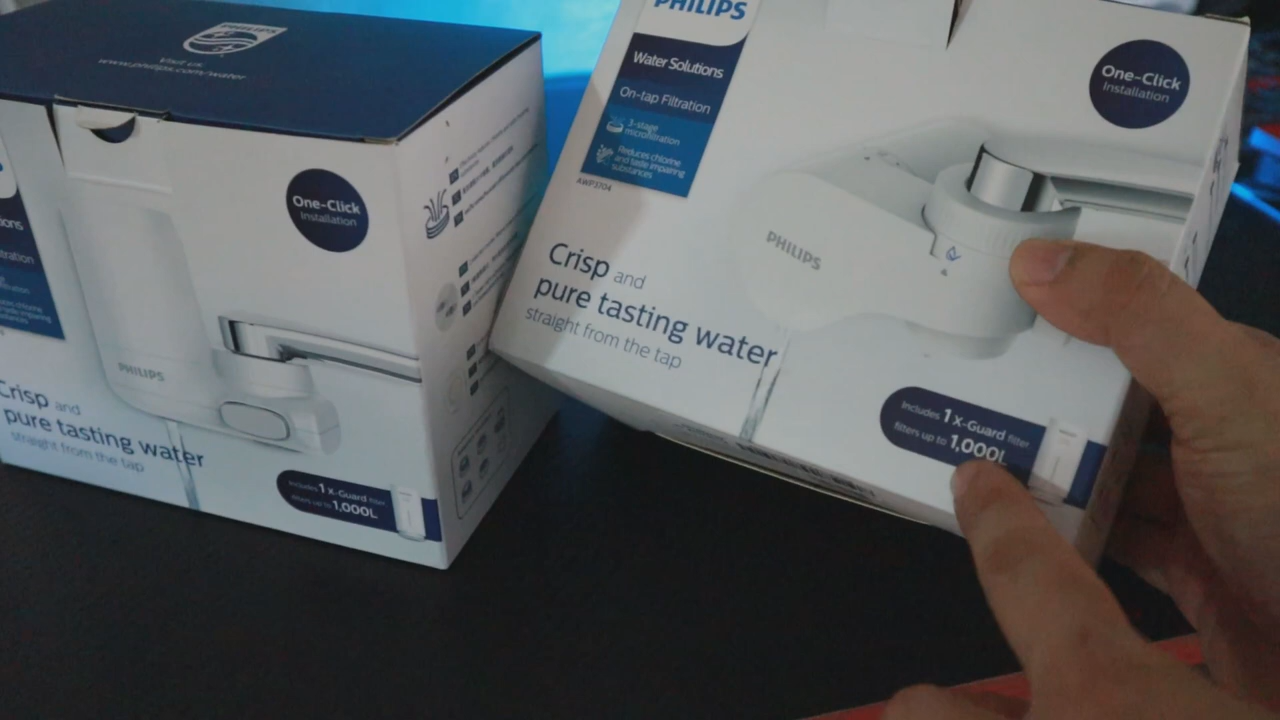 PHILIPS
Visit us
www.philips.com/water
One-Click
Installation
PHILIPS
Crisp and
pure tasting water
straight from the tap
Includes 1 X-Guard filter
filters up to 1,000L
PHILIPS
Water Solutions
On-tap Filtration
3-stage
microfiltration
Reduces chlorine
and taste impairing
substances
AWP3704
One-Click
Installation
PHILIPS
Crisp and
pure tasting water
straight from the tap
Includes 1 X-Guard filter
filters up to 1,000L